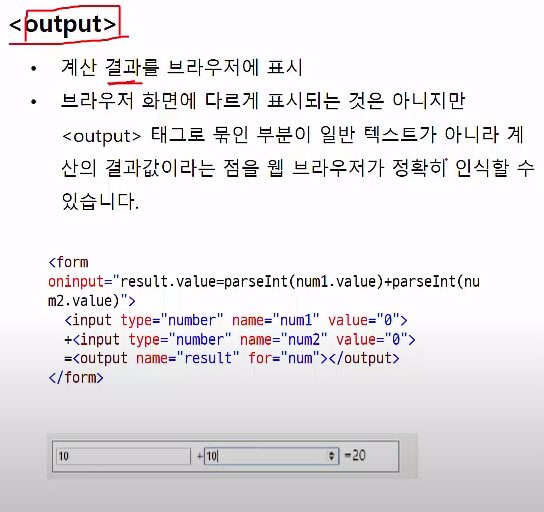 <output>
• 계산 결과를 브라우저에 표시
• 브라우저 화면에 다르게 표시되는 것은 아니지만
<output> 태그로 묶인 부분이 일반 텍스트가 아니라 계
산의 결과값이라는 점을 웹 브라우저가 정확히 인식할 수
있습니다.
<form
oninput="result.value=parseInt(num1.value)+parseInt(nu
m2.value)">
<input type="number" name="num1" value="0">
+<input type="number" name="num2" value="0">
=<output name="result" for="num"></output>
</form>
10 +10 =20